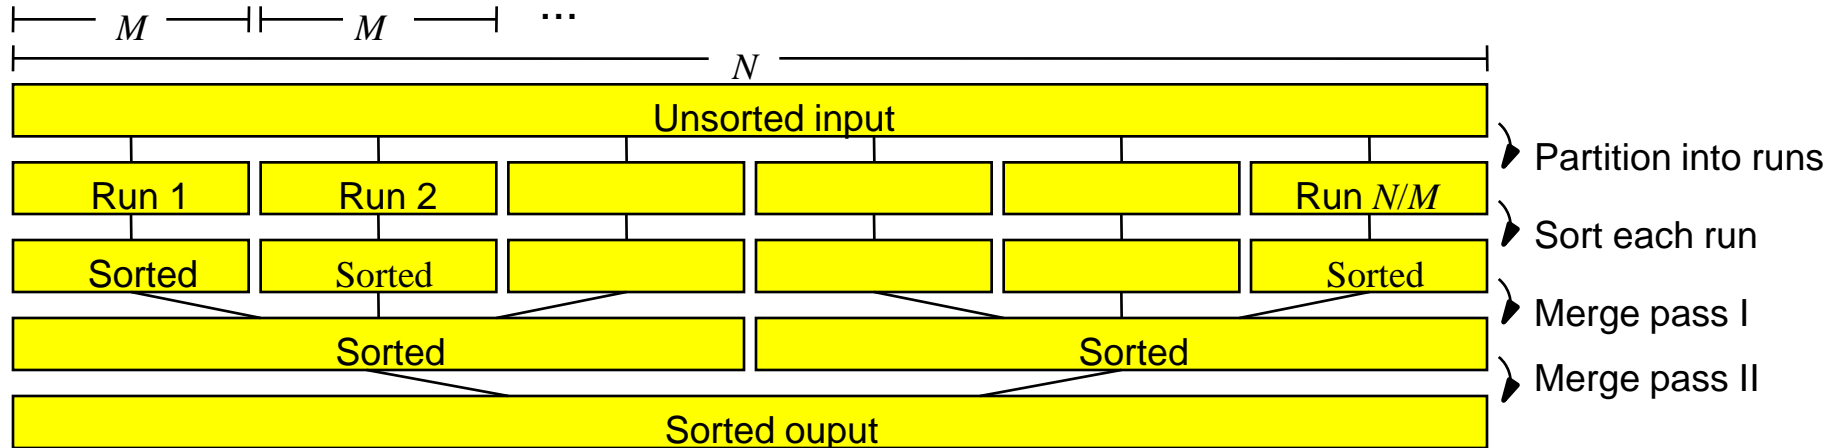 M M ...
N
Unsorted input
Partition into runs
Run 1 Run 2 Run N/M
Sort each run
Sorted Sorted Sorted
Merge pass I
Sorted Sorted
Merge pass II
Sorted ouput